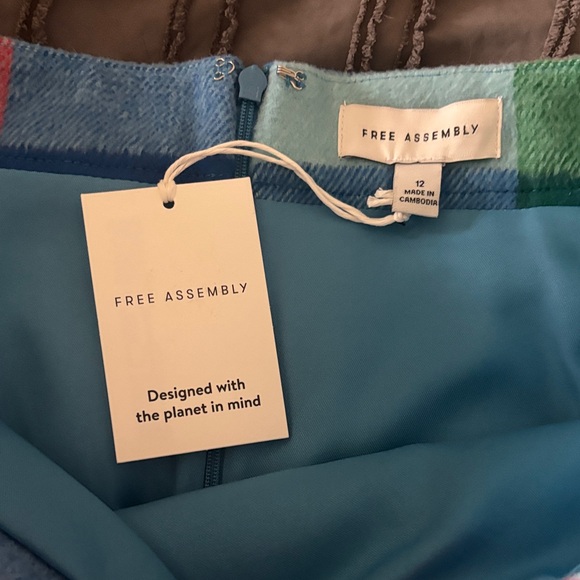 FREE ASSEMBLY
12
MADE IN
CAMBODIA
FREE ASSEMBLY
Designed with
the planet in mind